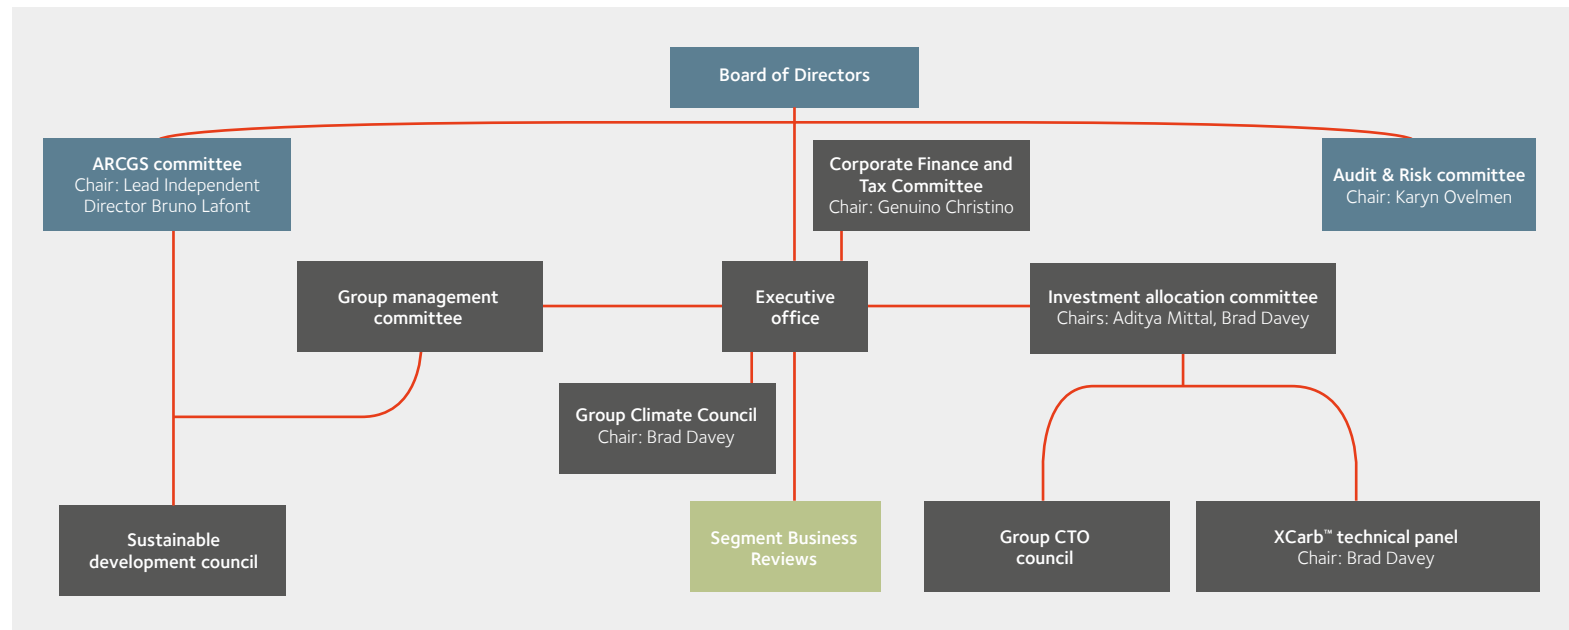 Board of Directors
ARCGS committee
Chair: Lead Independent
Director Bruno Lafont
Corporate Finance and
Tax Committee
Chair: Genuino Christino
Audit & Risk committee
Chair: Karyn Ovelmen
Group management
committee
Executive
office
Investment allocation committee
Chairs: Aditya Mittal, Brad Davey
Group Climate Council
Chair: Brad Davey
Sustainable
development council
Segment Business
Reviews
Group CTO
council
XCarb™ technical panel
Chair: Brad Davey